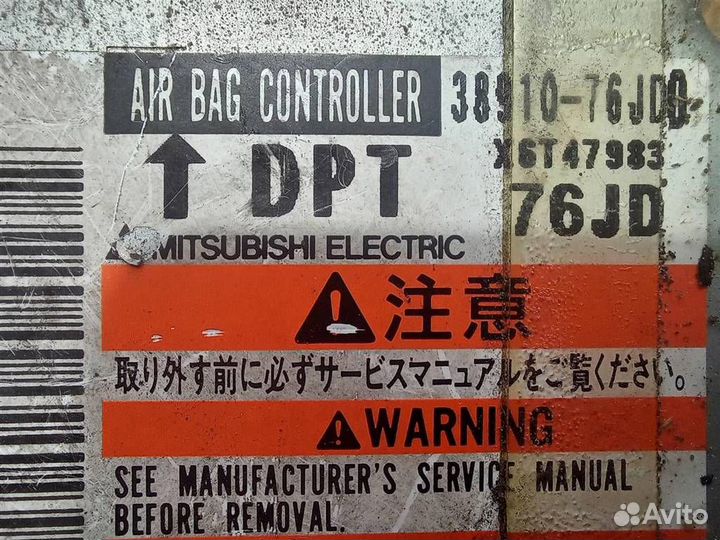 AIR BAG CONTROLLER 38910-76JD0
X6T47983
DPT 76JD
MITSUBISHI ELECTRIC
注意
取り外す前に必ずサービスマニュアルをご覧ください。
WARNING
SEE MANUFACTURER'S SERVICE MANUAL
BEFORE REMOVAL.
Avito